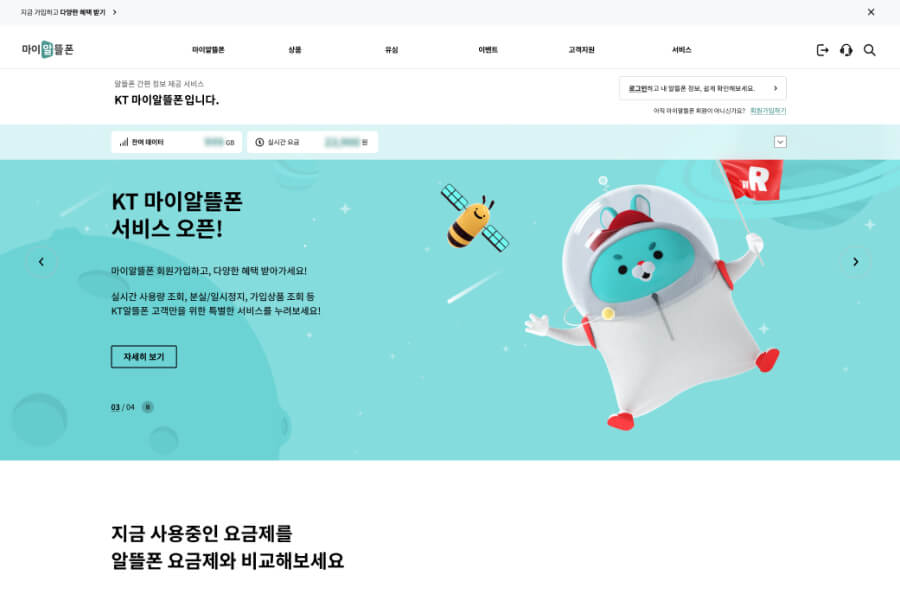 지금 가입하고 다양한 혜택 받기
마이알뜰폰
마이알뜰폰
상품
유심
이벤트
고객지원
서비스
알뜰폰 간편 정보 제공 서비스
KT 마이알뜰폰입니다.
로그인하고 내 알뜰폰 정보, 쉽게 확인해보세요.
아직 마이알뜰폰 회원이 아니신가요? 회원가입하기
잔여 데이터 GB
실시간 요금 원
KT 마이알뜰폰
서비스 오픈!
마이알뜰폰 회원가입하고, 다양한 혜택 받아가세요!
실시간 사용량 조회, 분실/일시정지, 가입상품 조회 등
KT알뜰폰 고객만을 위한 특별한 서비스를 누려보세요!
자세히 보기
03 / 04
R
지금 사용중인 요금제를
알뜰폰 요금제와 비교해보세요